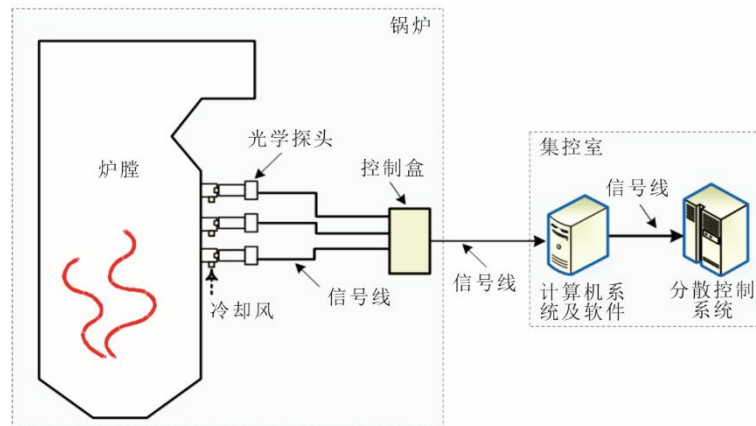 锅炉
光学探头
炉膛
控制盒
集控室
信号线
信号线
信号线
冷却风
计算机系
统及软件
分散控制
系统